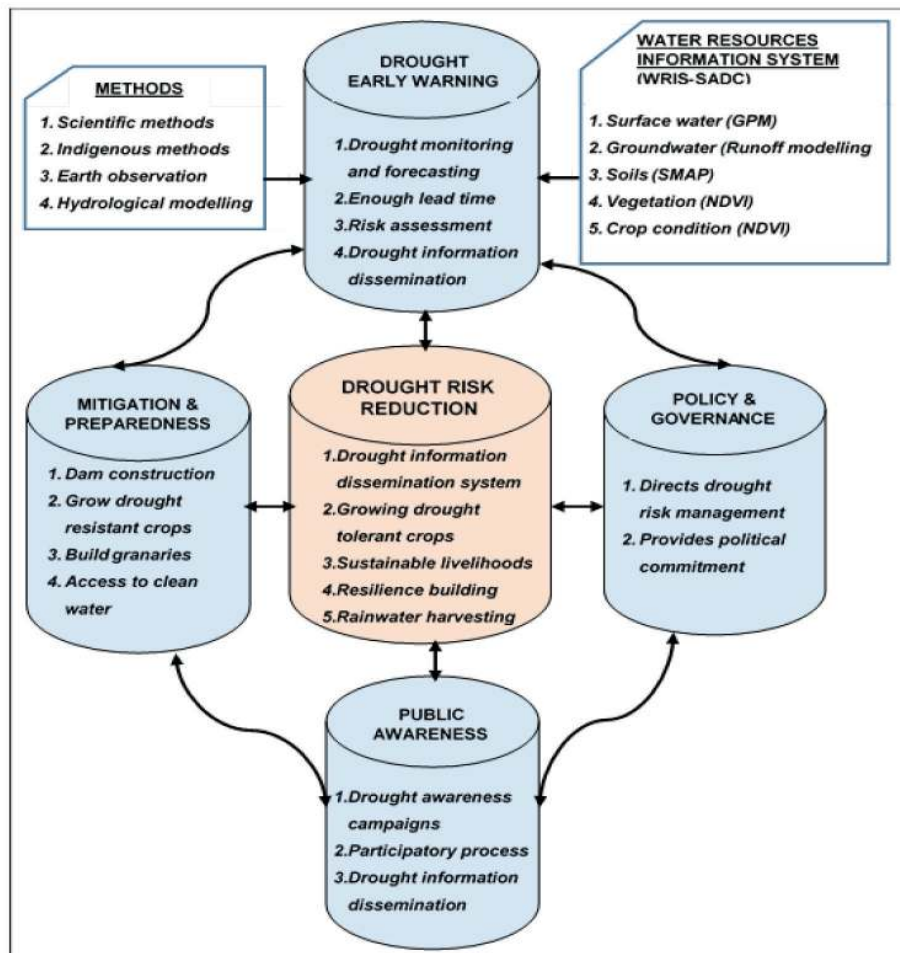 DROUGHT
EARLY WARNING
1.Drought monitoring
and forecasting
2.Enough lead time
3.Risk assessment
4.Drought information
dissemination
METHODS
1. Scientific methods
2. Indigenous methods
3. Earth observation
4. Hydrological modelling
WATER RESOURCES
INFORMATION SYSTEM
(WRIS-SADC)
1. Surface water (GPM)
2. Groundwater (Runoff modelling
3. Soils (SMAP)
4. Vegetation (NDVI)
5. Crop condition (NDVI)
MITIGATION &
PREPAREDNESS
1. Dam construction
2. Grow drought
resistant crops
3. Build granaries
4. Access to clean
water
DROUGHT RISK
REDUCTION
1.Drought information
dissemination system
2.Growing drought
tolerant crops
3.Sustainable livelihoods
4.Resilience building
5.Rainwater harvesting
POLICY &
GOVERNANCE
1. Directs drought
risk management
2. Provides political
commitment
PUBLIC
AWARENESS
1.Drought awareness
campaigns
2.Participatory process
3.Drought information
dissemination